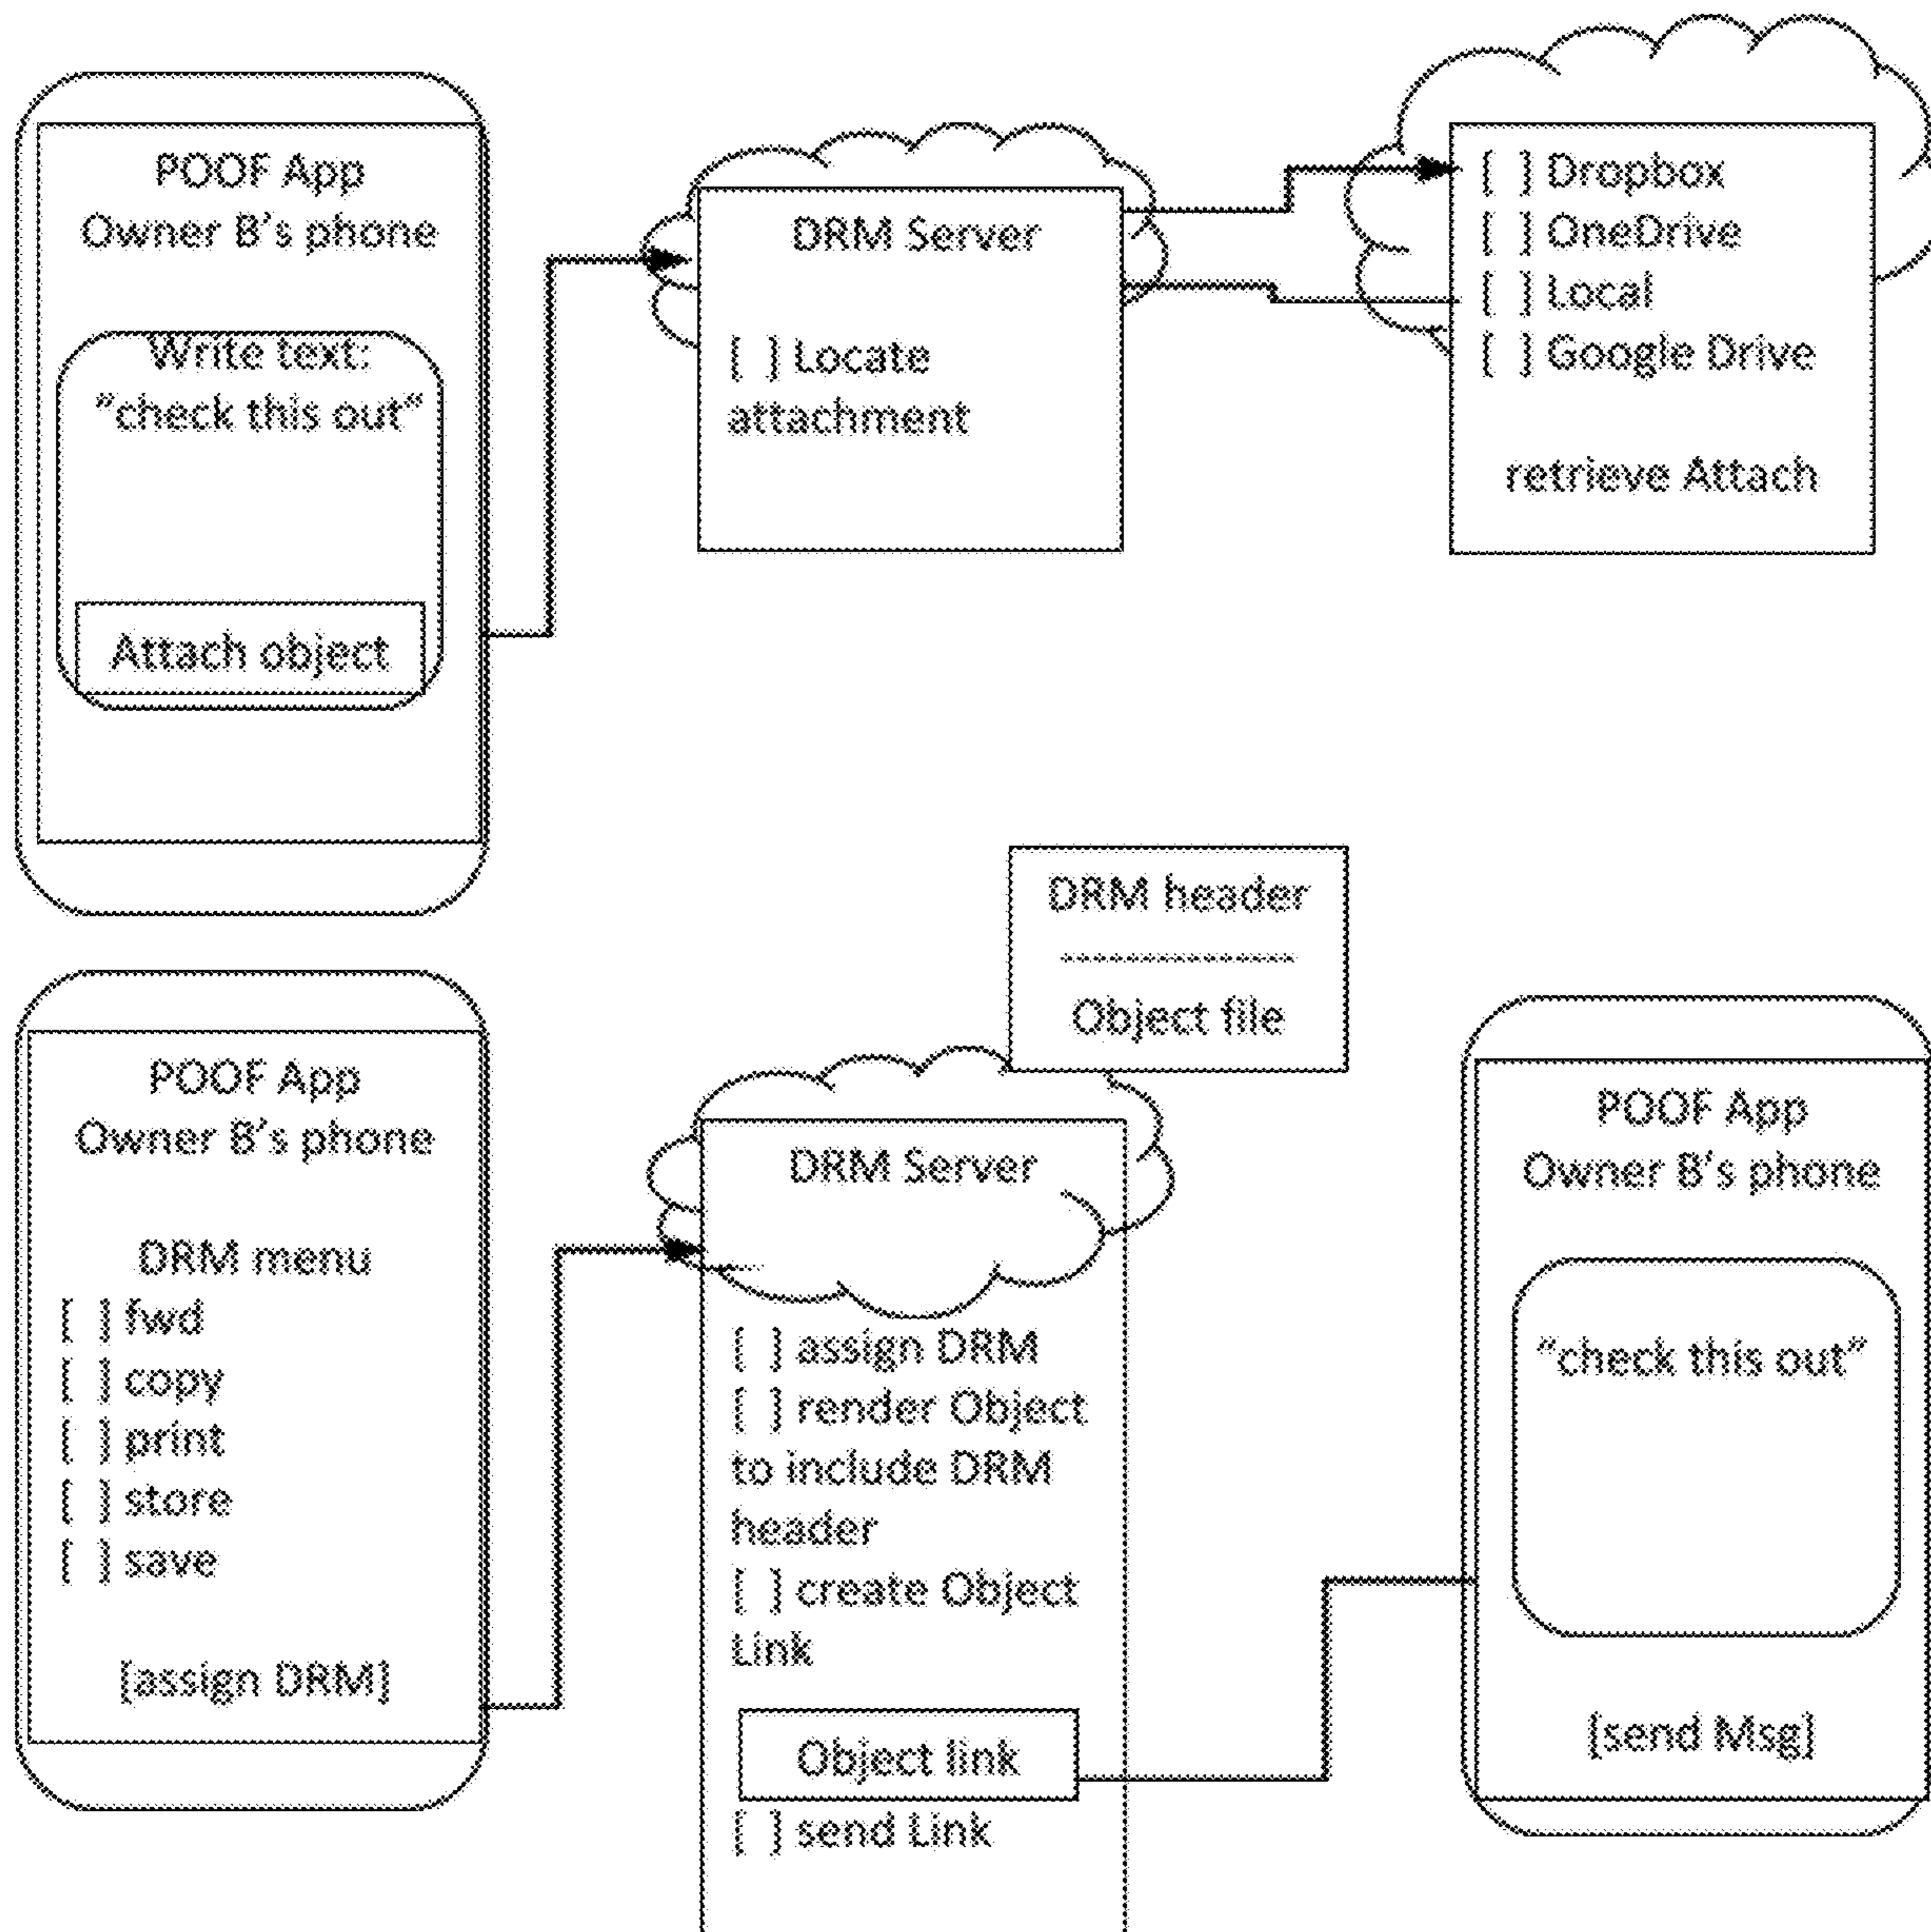 POOF App
Owner B's phone
Write text:
"check this out"
Attach object
DRM Server
[ ] Locate
attachment
[ ] Dropbox
[ ] OneDrive
[ ] Local
[ ] Google Drive
retrieve Attach
DRM header
--------------------
Object file
POOF App
Owner B's phone
DRM menu
[ ] fwd
[ ] copy
[ ] print
[ ] store
[ ] save
[assign DRM]
DRM Server
[ ] assign DRM
[ ] render Object
to include DRM
header
[ ] create Object
Link
Object link
[ ] send Link
POOF App
Owner B's phone
"check this out"
[send Msg]